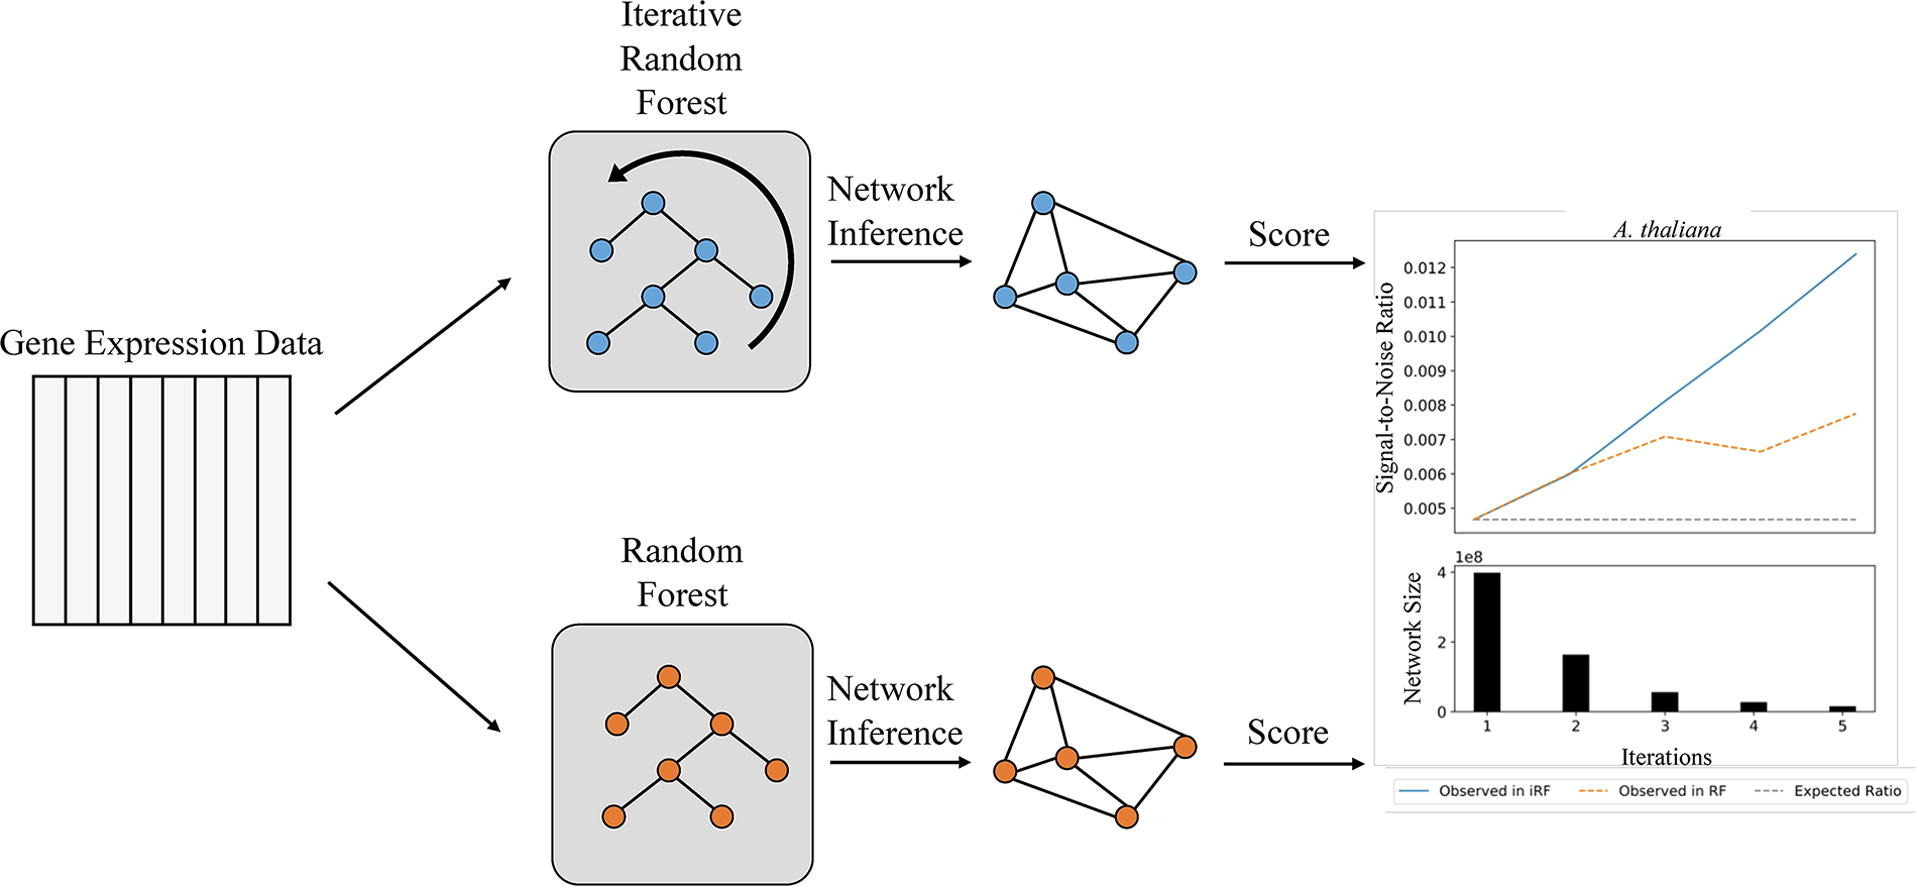 Iterative
Random
Forest
Gene Expression Data
Network
Inference
Score
Random
Forest
Network
Inference
Score
A. thaliana
Signal-to-Noise Ratio
0.012
0.011
0.010
0.009
0.008
0.007
0.006
0.005
1e8
Network Size
4
2
0
1 2 3 4 5
Iterations
Observed in iRF Observed in RF Expected Ratio